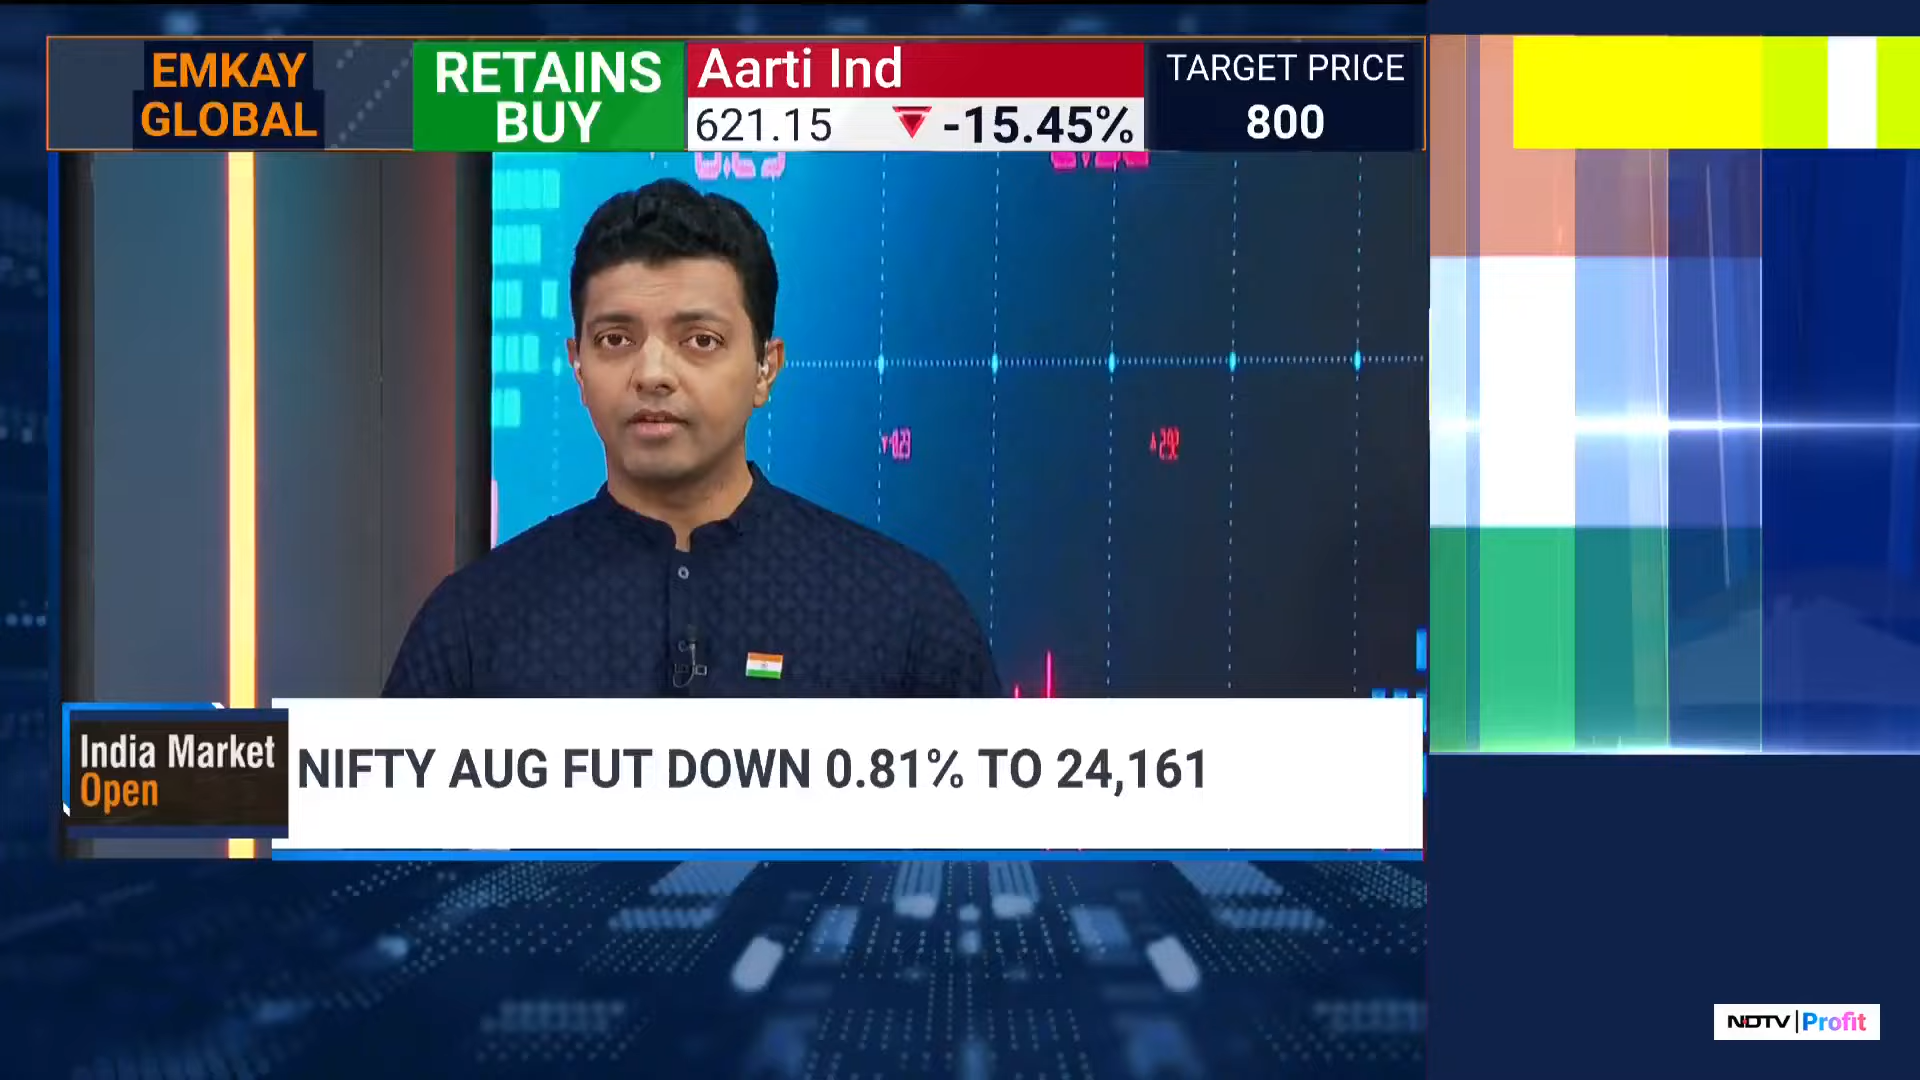 EMKAY
GLOBAL
RETAINS
BUY
Aarti Ind
621.15 ▼ -15.45%
TARGET PRICE
800
India Market
Open
NIFTY AUG FUT DOWN 0.81% TO 24,161
NDTV | Profit